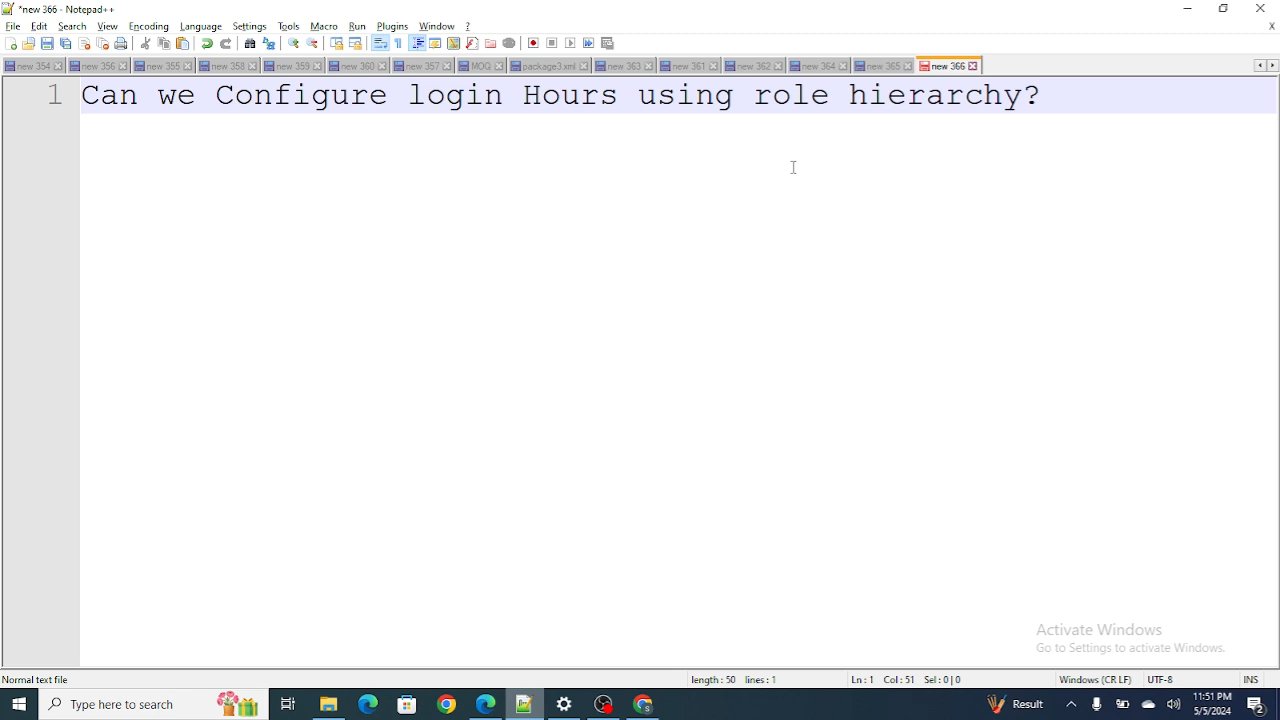 *new 366 - Notepad++
File Edit Search View Encoding Language Settings Tools Macro Run Plugins Window ?
new 354 new 356 new 355 new 358 new 359 new 360 new 357 MOG package3.xml new 363 new 361 new 362 new 364 new 365 new 366
1 Can we Configure login Hours using role hierarchy?
Activate Windows
Go to Settings to activate Windows.
Normal text file length: 50 lines: 1 Ln: 1 Col: 51 Sel: 0 | 0 Windows (CR LF) UTF-8 INS
Type here to search Result 11:51 PM
5/5/2024 2